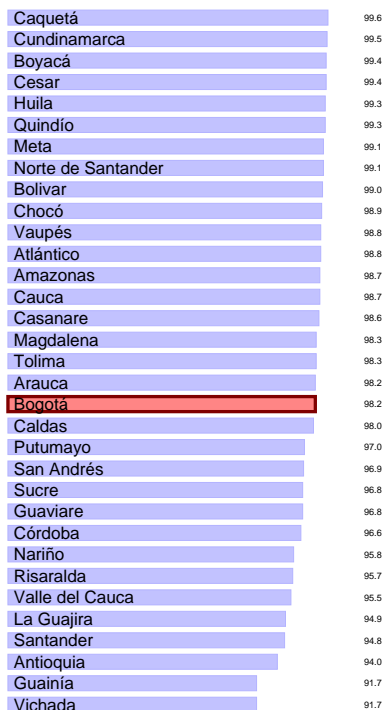 Caquetá 99.6
Cundinamarca 99.5
Boyacá 99.4
Cesar 99.4
Huila 99.3
Quindío 99.3
Meta 99.1
Norte de Santander 99.1
Bolivar 99.0
Chocó 98.9
Vaupés 98.8
Atlántico 98.8
Amazonas 98.7
Cauca 98.7
Casanare 98.6
Magdalena 98.3
Tolima 98.3
Arauca 98.2
Bogotá 98.2
Caldas 98.0
Putumayo 97.0
San Andrés 96.9
Sucre 96.8
Guaviare 96.8
Córdoba 96.6
Nariño 95.8
Risaralda 95.7
Valle del Cauca 95.5
La Guajira 94.9
Santander 94.8
Antioquia 94.0
Guainía 91.7
Vichada 91.7